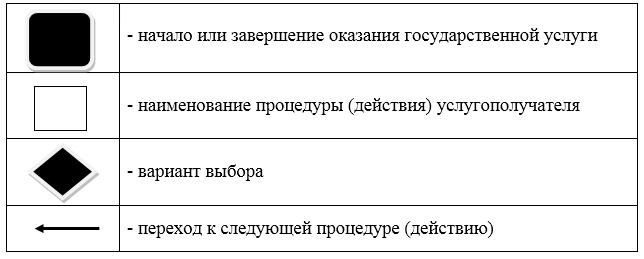 - начало или завершение оказания государственной услуги
- наименование процедуры (действия) услугополучателя
- вариант выбора
- переход к следующей процедуре (действию)